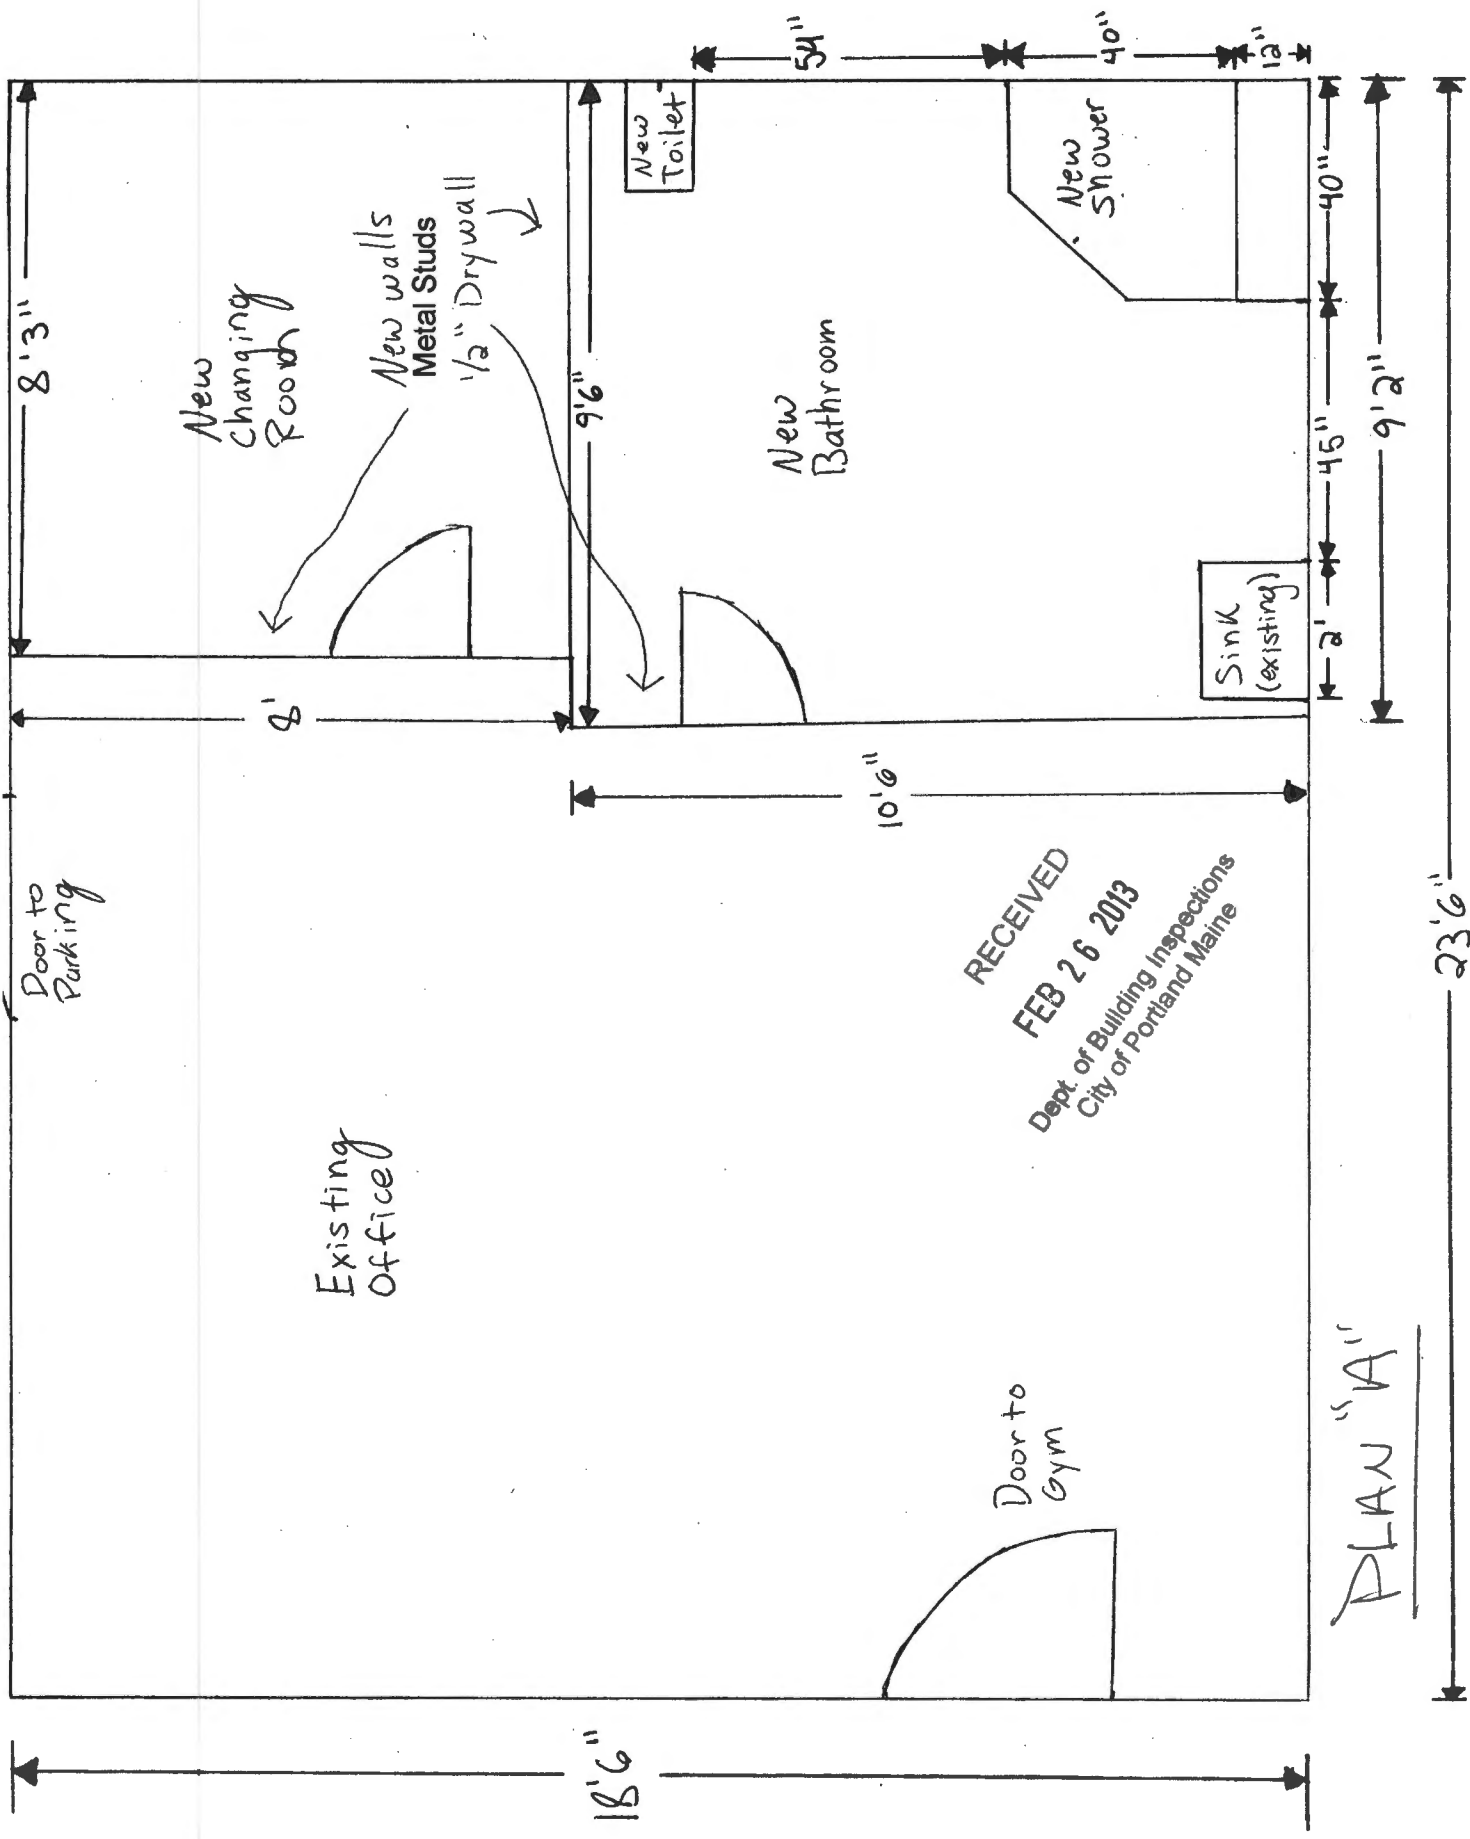 8'3"
New
Changing
Room
New walls
Metal Studs
1/2" Drywall
8'
9'6"
New
Toilet
54"
40"
12"
New
Shower
New
Bathroom
Sink
(existing)
2'
45"
40"
9'2"
10'6"
Door to
Parking
Existing
Office
Door to
Gym
RECEIVED
FEB 26 2013
Dept. of Building Inspections
City of Portland Maine
18'6"
23'6"
PLAN "A"